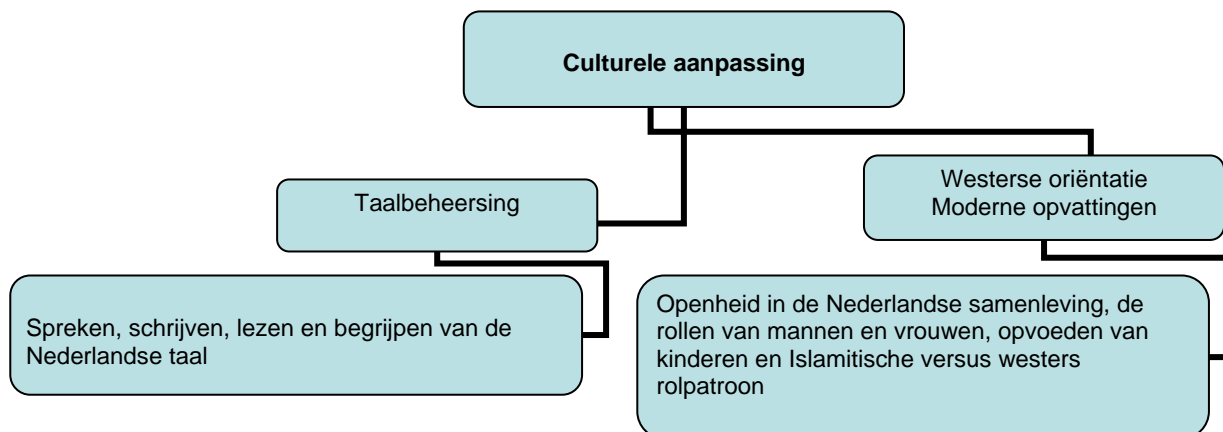 Culturele aanpassing
Taalbeheersing
Westerse oriëntatie
Moderne opvattingen
Spreken, schrijven, lezen en begrijpen van de
Nederlandse taal
Openheid in de Nederlandse samenleving, de
rollen van mannen en vrouwen, opvoeden van
kinderen en Islamitische versus westers
rolpatroon